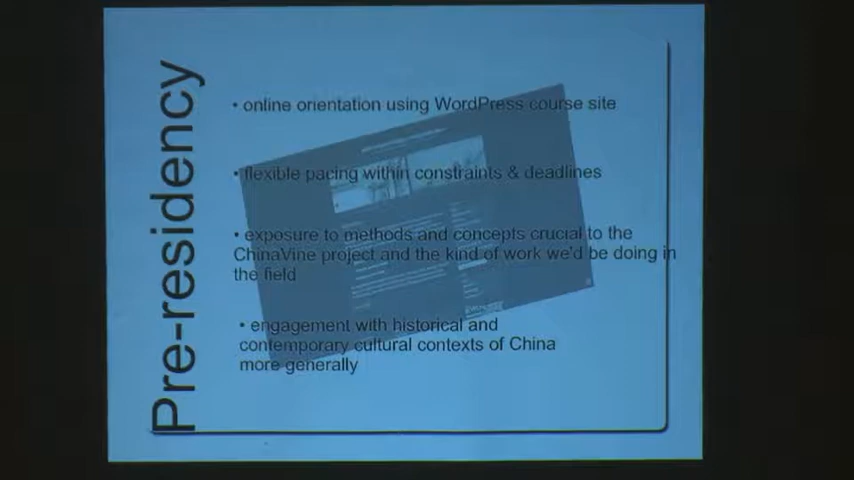 Pre-residency
• online orientation using WordPress course site
• flexible pacing within constraints & deadlines
• exposure to methods and concepts crucial to the
ChinaVine project and the kind of work we'd be doing in
the field
• engagement with historical and
contemporary cultural contexts of China
more generally